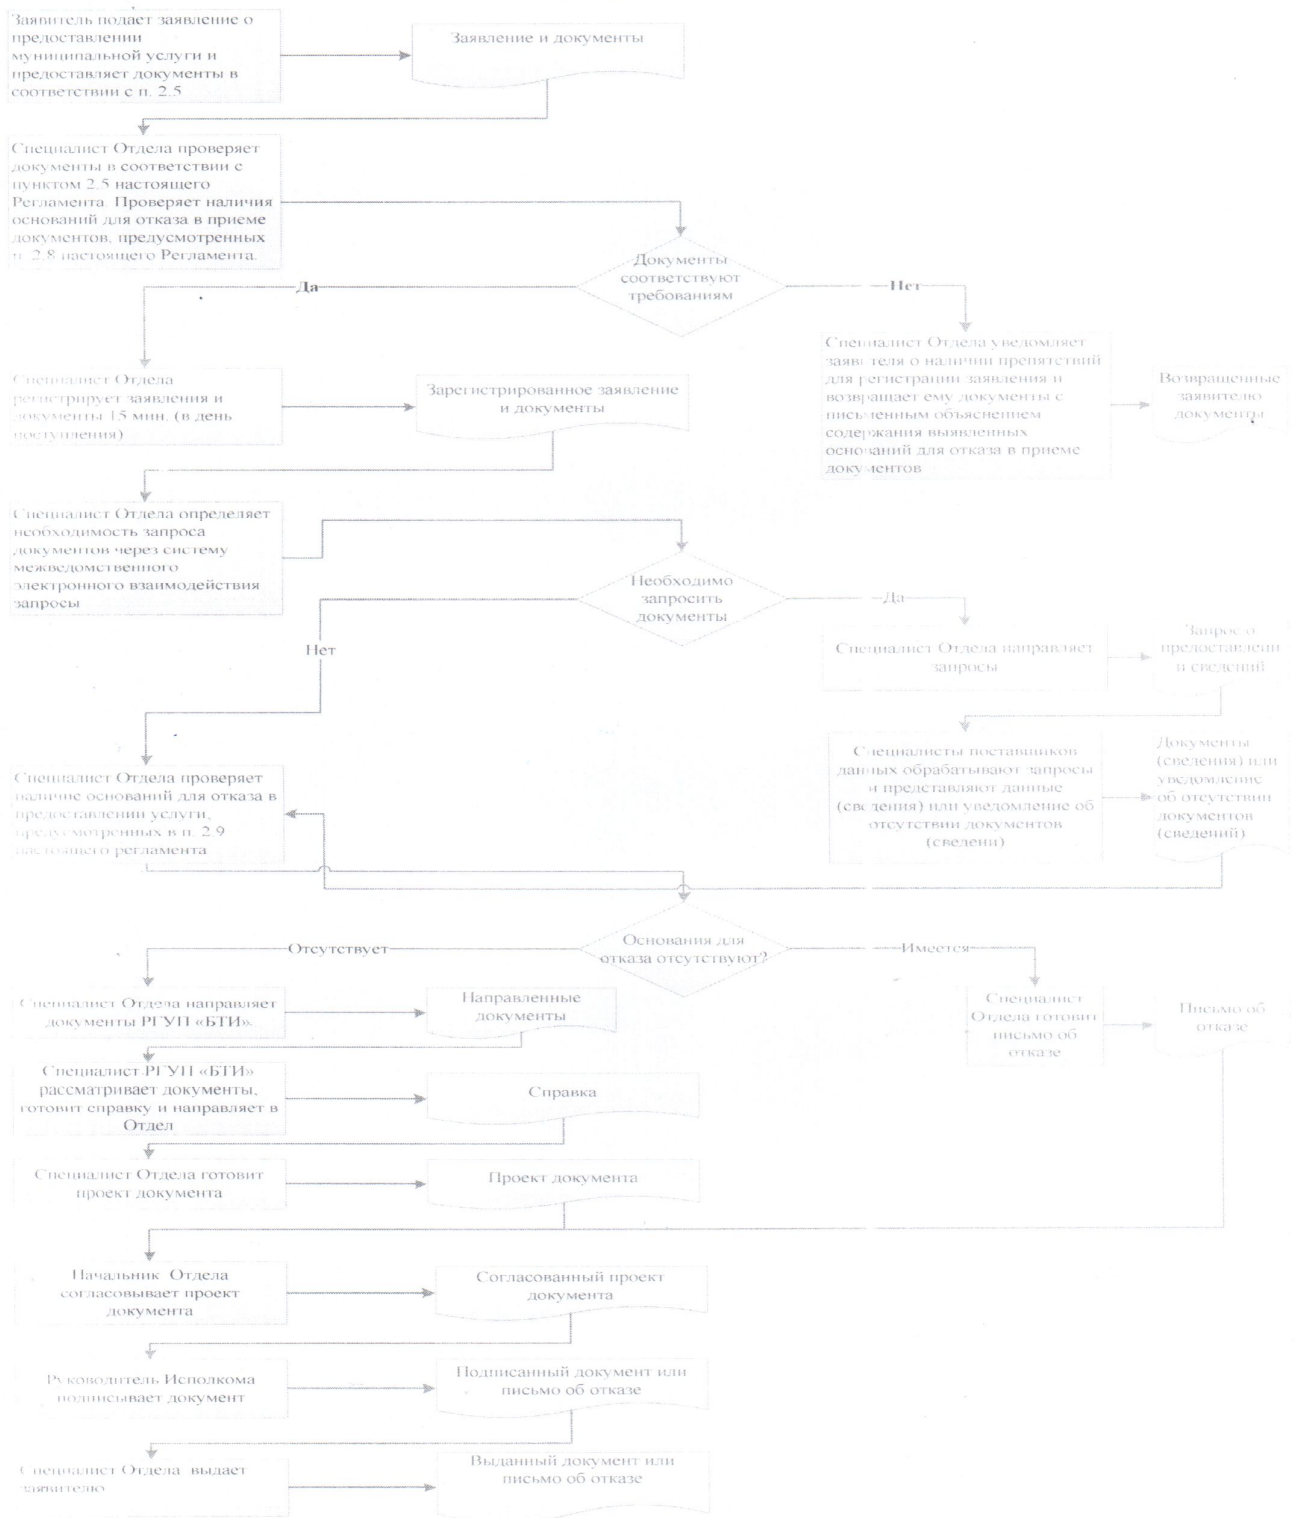 Заявитель подает заявление о
предоставлении
муниципальной услуги и
предоставляет документы в
соответствии с п. 2.5
Заявление и документы
Специалист Отдела проверяет
документы в соответствии с
пунктом 2.5 настоящего
Регламента. Проверяет наличия
оснований для отказа в приеме
документов, предусмотренных
п. 2.8 настоящего Регламента.
Документы
соответствуют
требованиям
Да
Нет
Специалист Отдела
регистрирует заявления и
документы 15 мин. (в день
поступления)
Зарегистрированное заявление
и документы
Специалист Отдела уведомляет
заявителя о наличии препятствий
для регистрации заявления и
возвращает ему документы с
письменным объяснением
содержания выявленных
оснований для отказа в приеме
документов
Возвращенные
заявителю
документы
Специалист Отдела определяет
необходимость запроса
документов через систему
межведомственного
электронного взаимодействия
запросы
Необходимо
запросить
документы
Да
Нет
Специалист Отдела направляет
запросы
Запрос о
предоставлени
и сведений
Специалисты поставщиков
данных обрабатывают запросы
и представляют данные
(сведения) или уведомление об
отсутствии документов
(сведени)
Документы
(сведения) или
уведомление
об отсутствии
документов
(сведений)
Специалист Отдела проверяет
наличие оснований для отказа в
предоставлении услуги,
предусмотренных в п. 2.9
настоящего регламента
Основания для
отказа отсутствуют?
Отсутствует
Имеется
Специалист Отдела направляет
документы РГУП «БТИ».
Направленные
документы
Специалист
Отдела готовит
письмо об
отказе
Письмо об
отказе
Специалист РГУП «БТИ»
рассматривает документы,
готовит справку и направляет в
Отдел
Справка
Специалист Отдела готовит
проект документа
Проект документа
Начальник Отдела
согласовывает проект
документа
Согласованный проект
документа
Руководитель Исполкома
подписывает документ
Подписанный документ или
письмо об отказе
Специалист Отдела выдает
заявителю
Выданный документ или
письмо об отказе